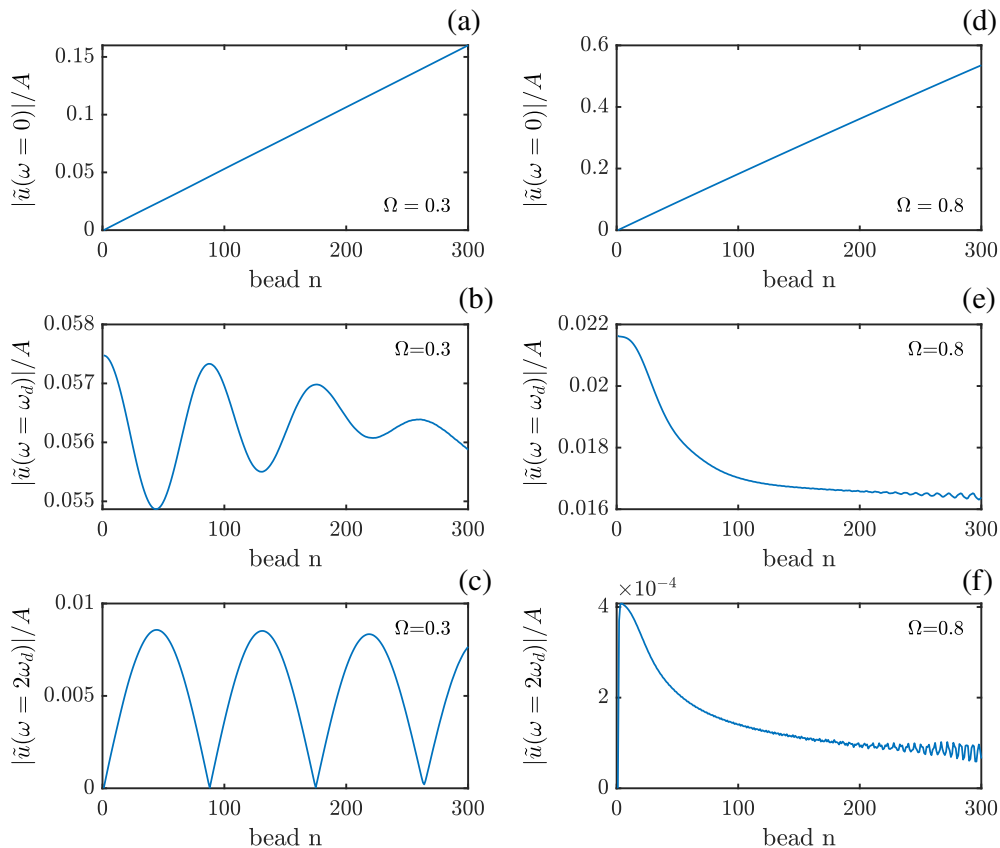 (a)
|ũ(ω = 0)|/A
0.15
0.1
0.05
0
Ω = 0.3
0 100 200 300
bead n
(d)
|ũ(ω = 0)|/A
0.6
0.4
0.2
0
Ω = 0.8
0 100 200 300
bead n
(b)
|ũ(ω = ω_d)|/A
0.058
0.057
0.056
0.055
Ω=0.3
0 100 200 300
bead n
(e)
|ũ(ω = ω_d)|/A
0.022
0.02
0.018
0.016
Ω=0.8
0 100 200 300
bead n
(c)
|ũ(ω = 2ω_d)|/A
0.01
0.005
0
Ω=0.3
0 100 200 300
bead n
(f)
|ũ(ω = 2ω_d)|/A
×10⁻⁴
4
2
0
Ω=0.8
0 100 200 300
bead n